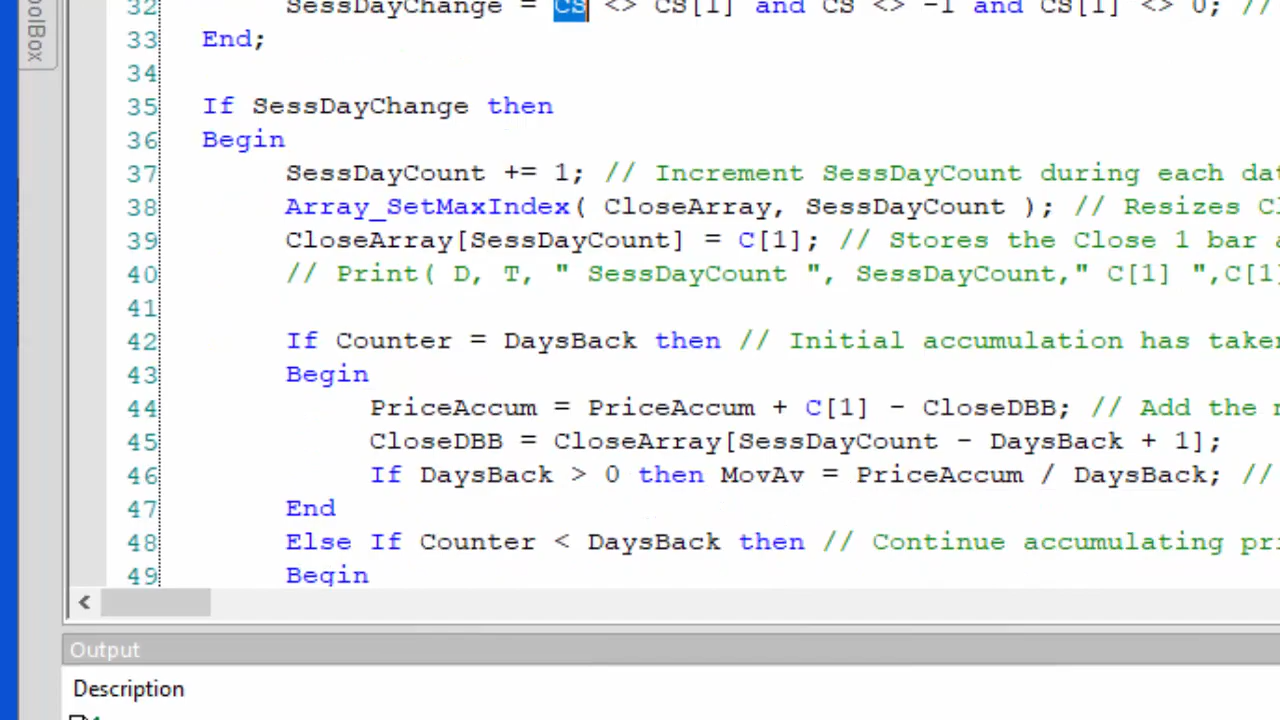 oolBox
32 SessDayChange = CS <> CS[1] and CS <> -1 and CS[1] <> 0; //
33 End;
34
35 If SessDayChange then
36 Begin
37 SessDayCount += 1; // Increment SessDayCount during each dat
38 Array_SetMaxIndex( CloseArray, SessDayCount ); // Resizes Cl
39 CloseArray[SessDayCount] = C[1]; // Stores the Close 1 bar a
40 // Print( D, T, " SessDayCount ", SessDayCount," C[1] ",C[1]
41
42 If Counter = DaysBack then // Initial accumulation has taken
43 Begin
44 PriceAccum = PriceAccum + C[1] - CloseDBB; // Add the n
45 CloseDBB = CloseArray[SessDayCount - DaysBack + 1];
46 If DaysBack > 0 then MovAv = PriceAccum / DaysBack; //
47 End
48 Else If Counter < DaysBack then // Continue accumulating pri
49 Begin
Output
Description